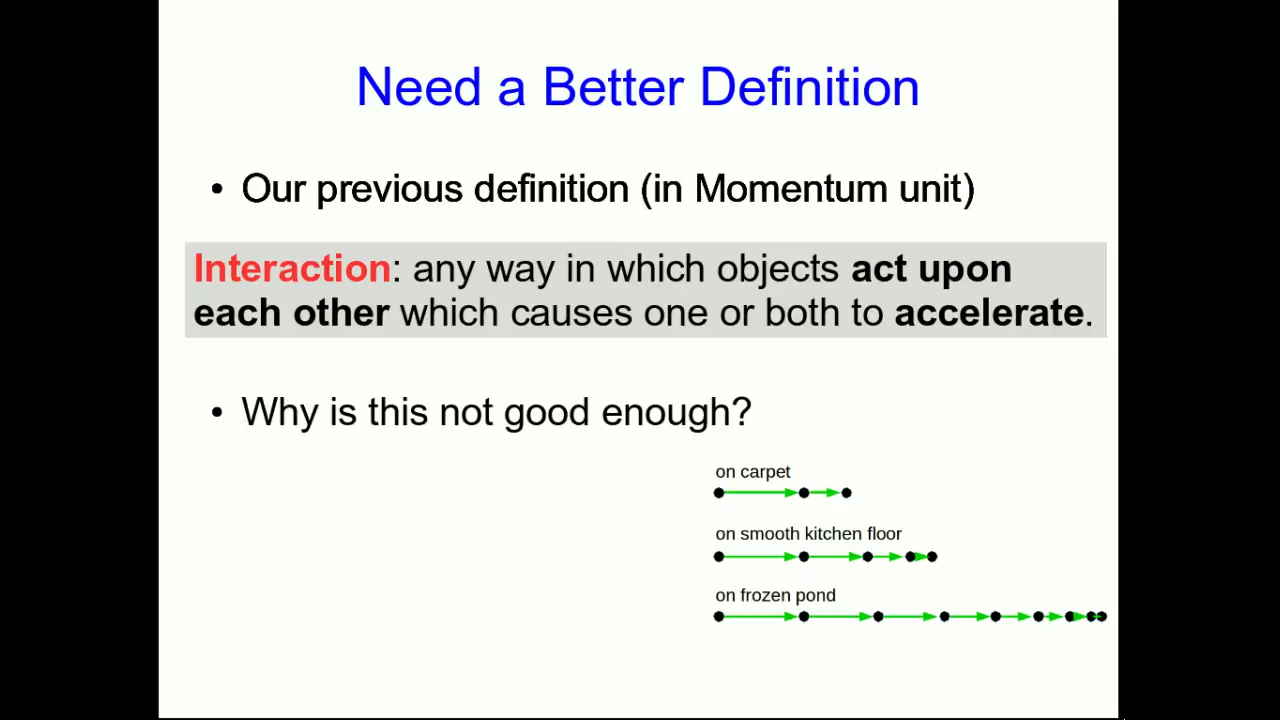 Need a Better Definition
• Our previous definition (in Momentum unit)
Interaction: any way in which objects act upon
each other which causes one or both to accelerate.
• Why is this not good enough?
on carpet
on smooth kitchen floor
on frozen pond